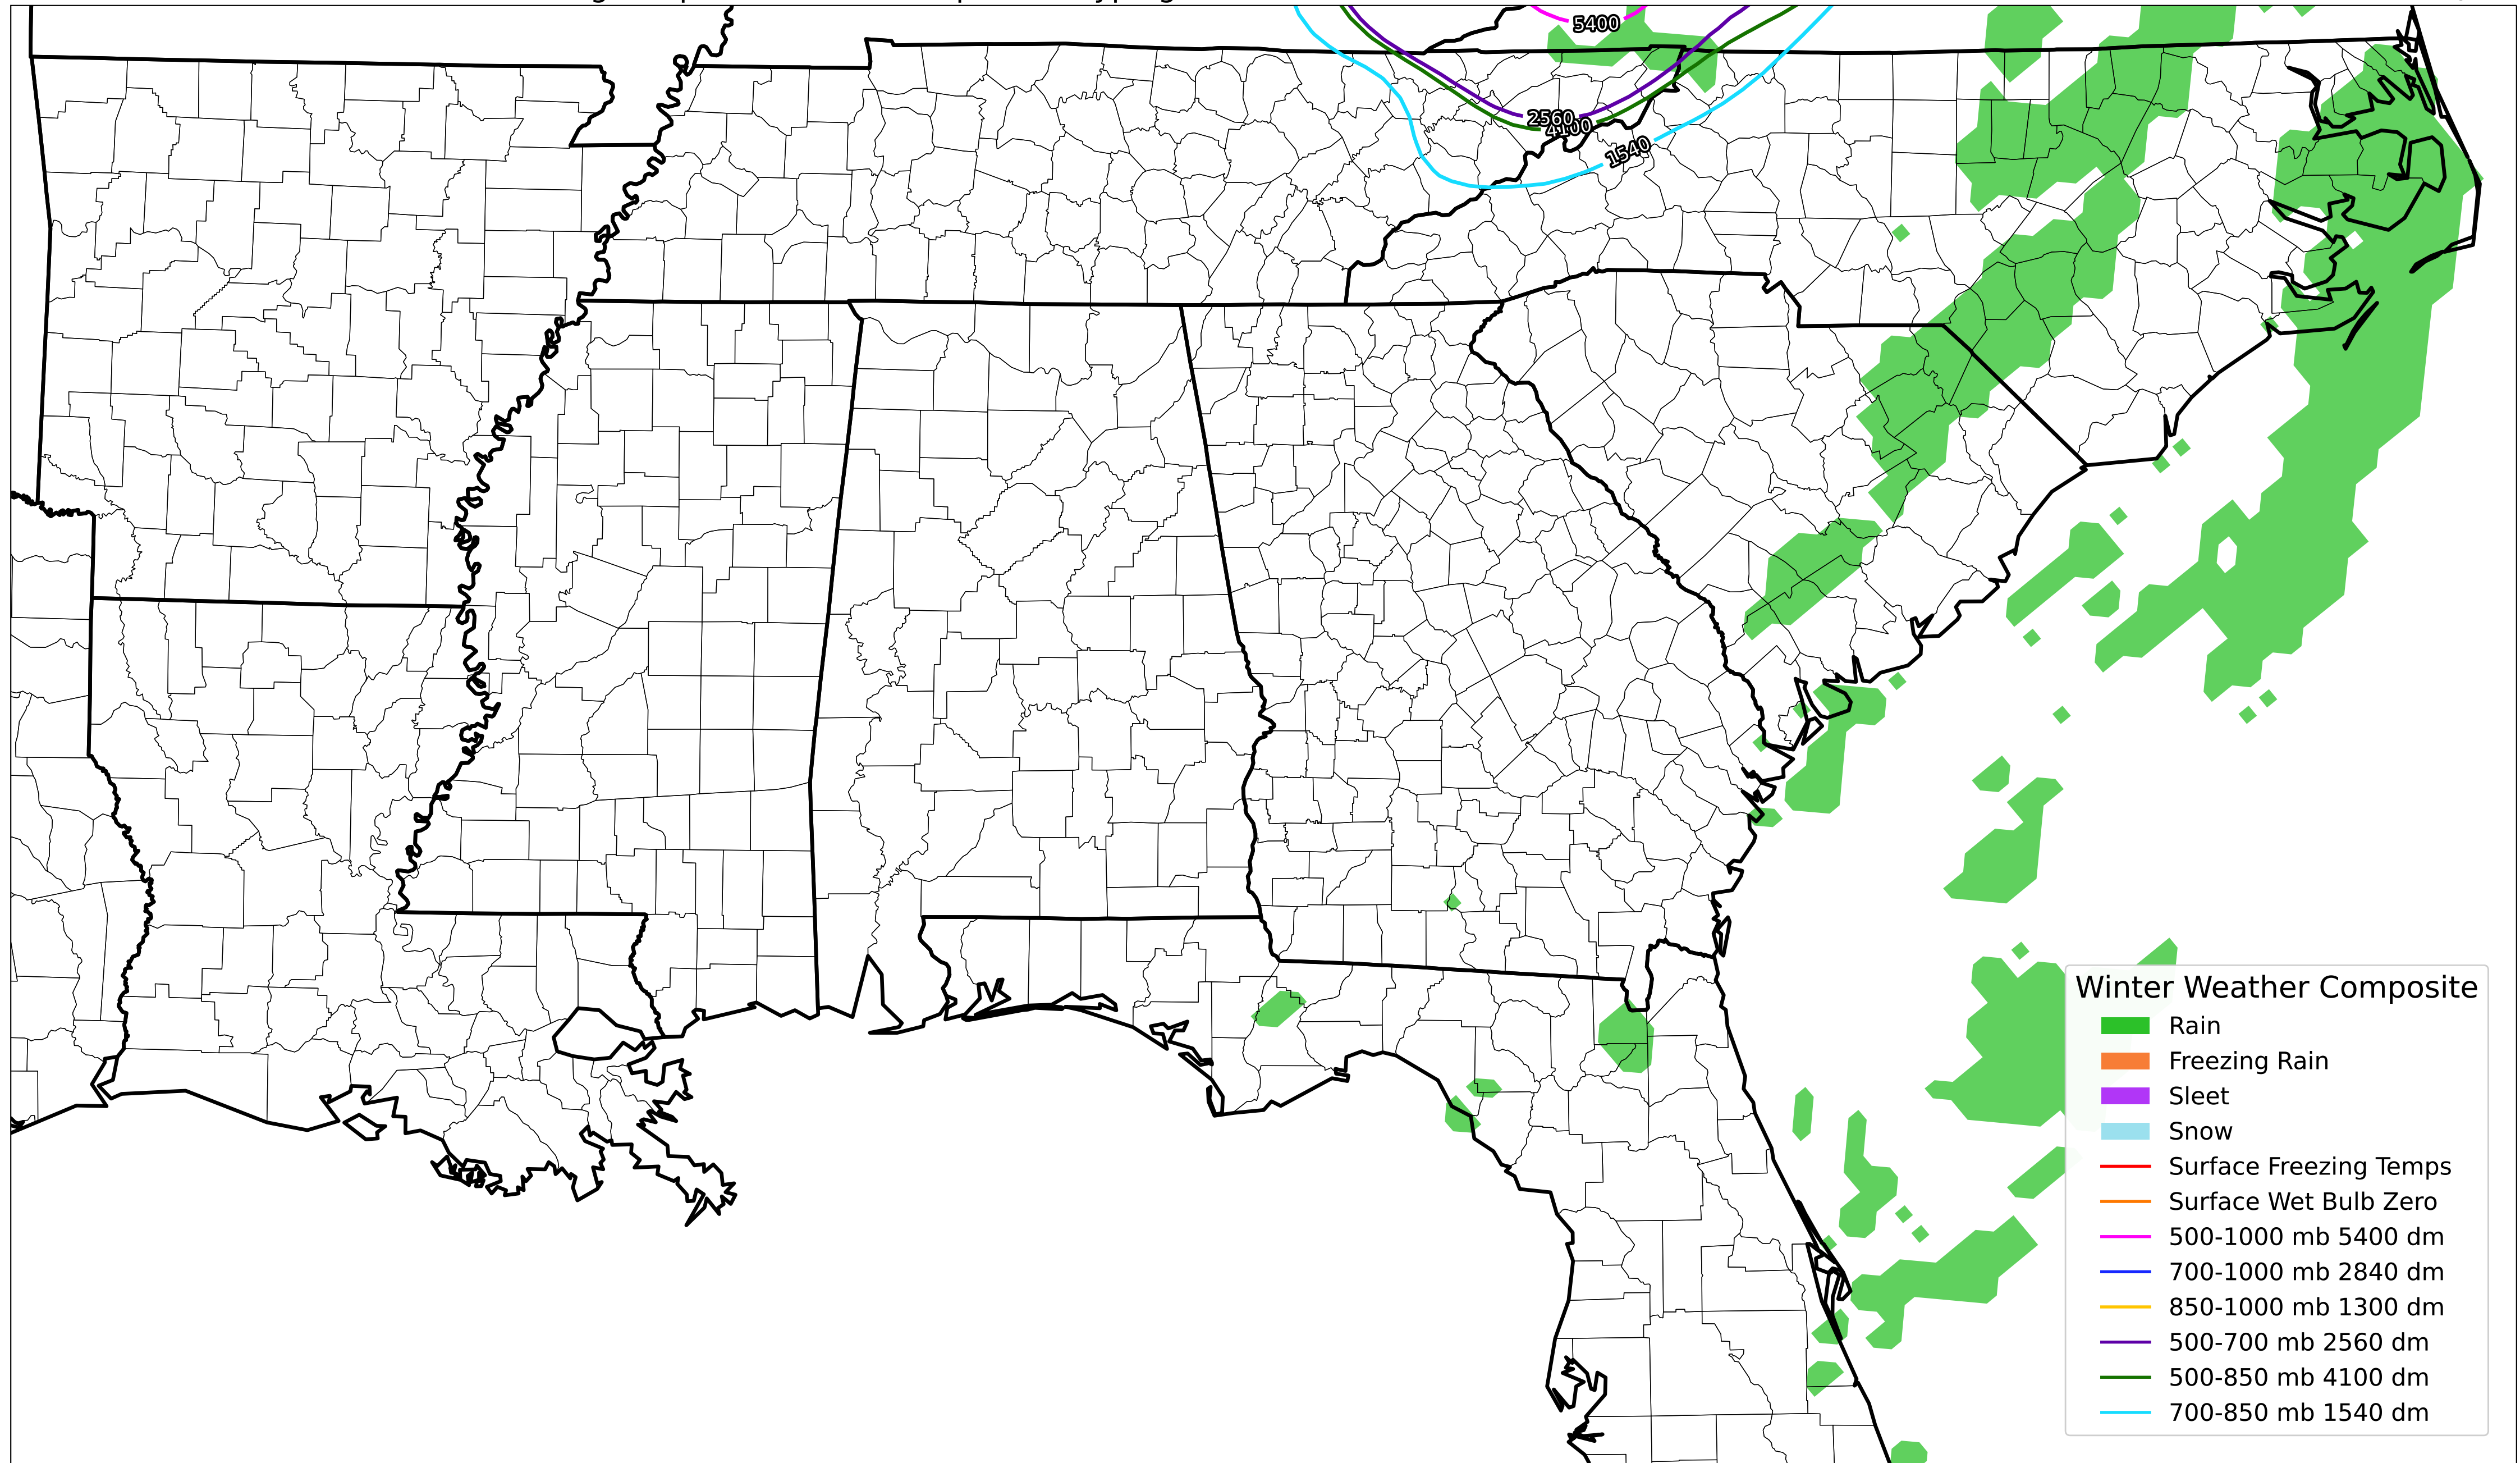 5400
2560
4100
1540
Winter Weather Composite
Rain
Freezing Rain
Sleet
Snow
Surface Freezing Temps
Surface Wet Bulb Zero
500-1000 mb 5400 dm
700-1000 mb 2840 dm
850-1000 mb 1300 dm
500-700 mb 2560 dm
500-850 mb 4100 dm
700-850 mb 1540 dm